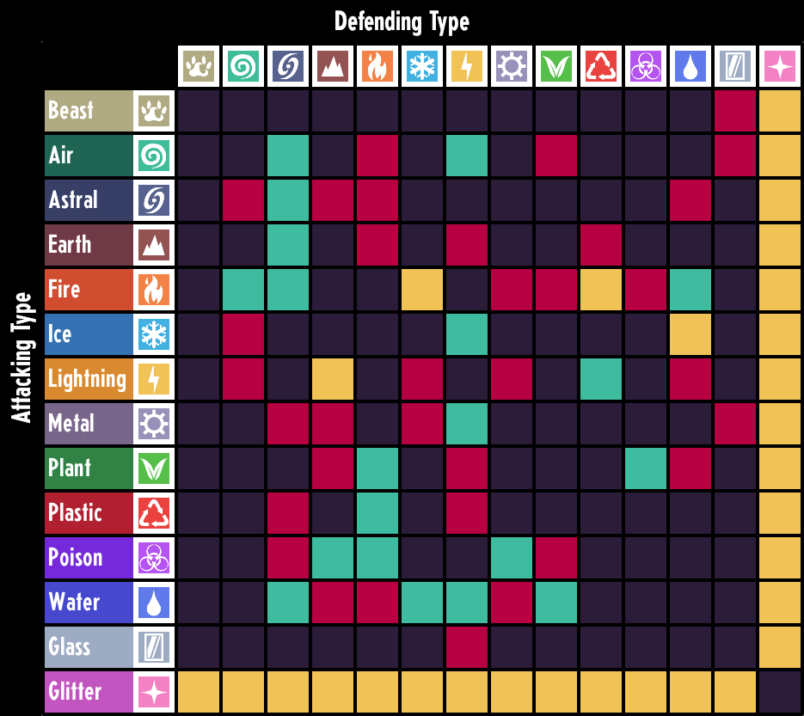 Defending Type
Attacking Type
Beast
Air
Astral
Earth
Fire
Ice
Lightning
Metal
Plant
Plastic
Poison
Water
Glass
Glitter